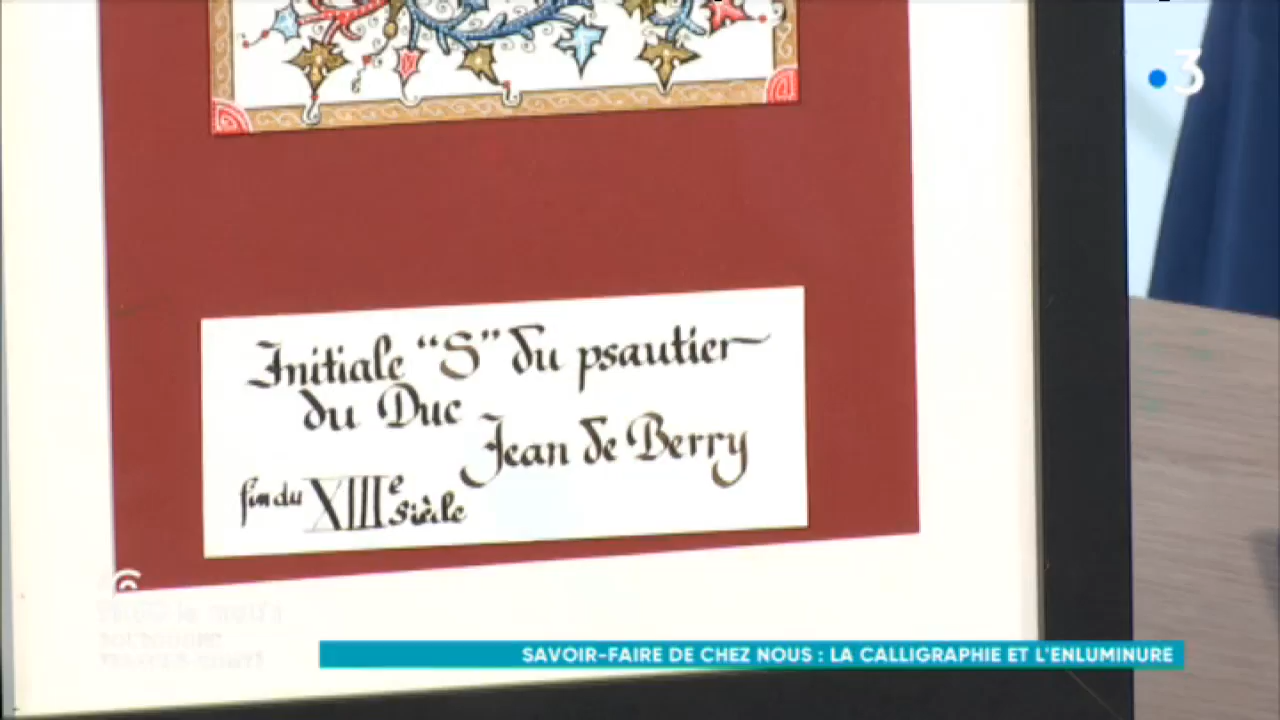 3
Initiale “S” du psautier
du Duc
Jean de Berry
fin du XIIIe siècle
SAVOIR-FAIRE DE CHEZ NOUS : LA CALLIGRAPHIE ET L'ENLUMINURE